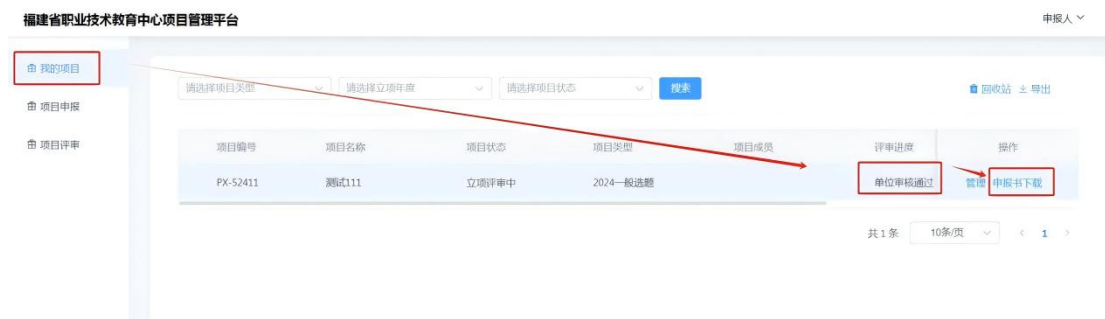 福建省职业技术教育中心项目管理平台
申报人
我的项目
项目申报
项目评审
请选择项目类型 请选择立项年度 请选择项目状态 搜索 回收站 导出
项目编号 项目名称 项目状态 项目类型 项目成员 评审进度 操作
PX-52411 测试111 立项评审中 2024一般选题 单位审核通过 管理 申报书下载
共 1 条 10条/页 < 1 >